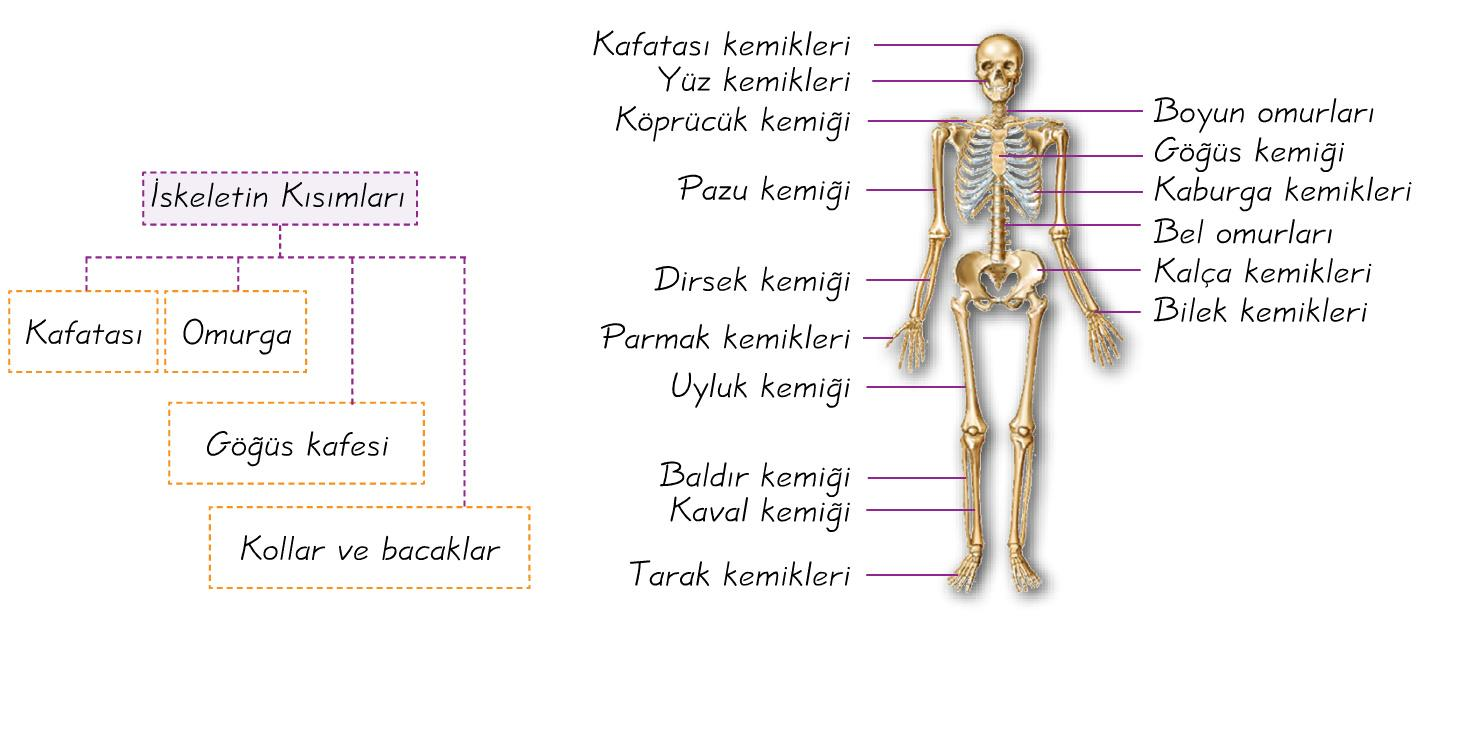 İskeletin Kısımları
Kafatası
Omurga
Göğüs kafesi
Kollar ve bacaklar
Kafatası kemikleri
Yüz kemikleri
Köprücük kemiği
Pazu kemiği
Dirsek kemiği
Parmak kemikleri
Uyluk kemiği
Baldır kemiği
Kaval kemiği
Tarak kemikleri
Boyun omurları
Göğüs kemiği
Kaburga kemikleri
Bel omurları
Kalça kemikleri
Bilek kemikleri